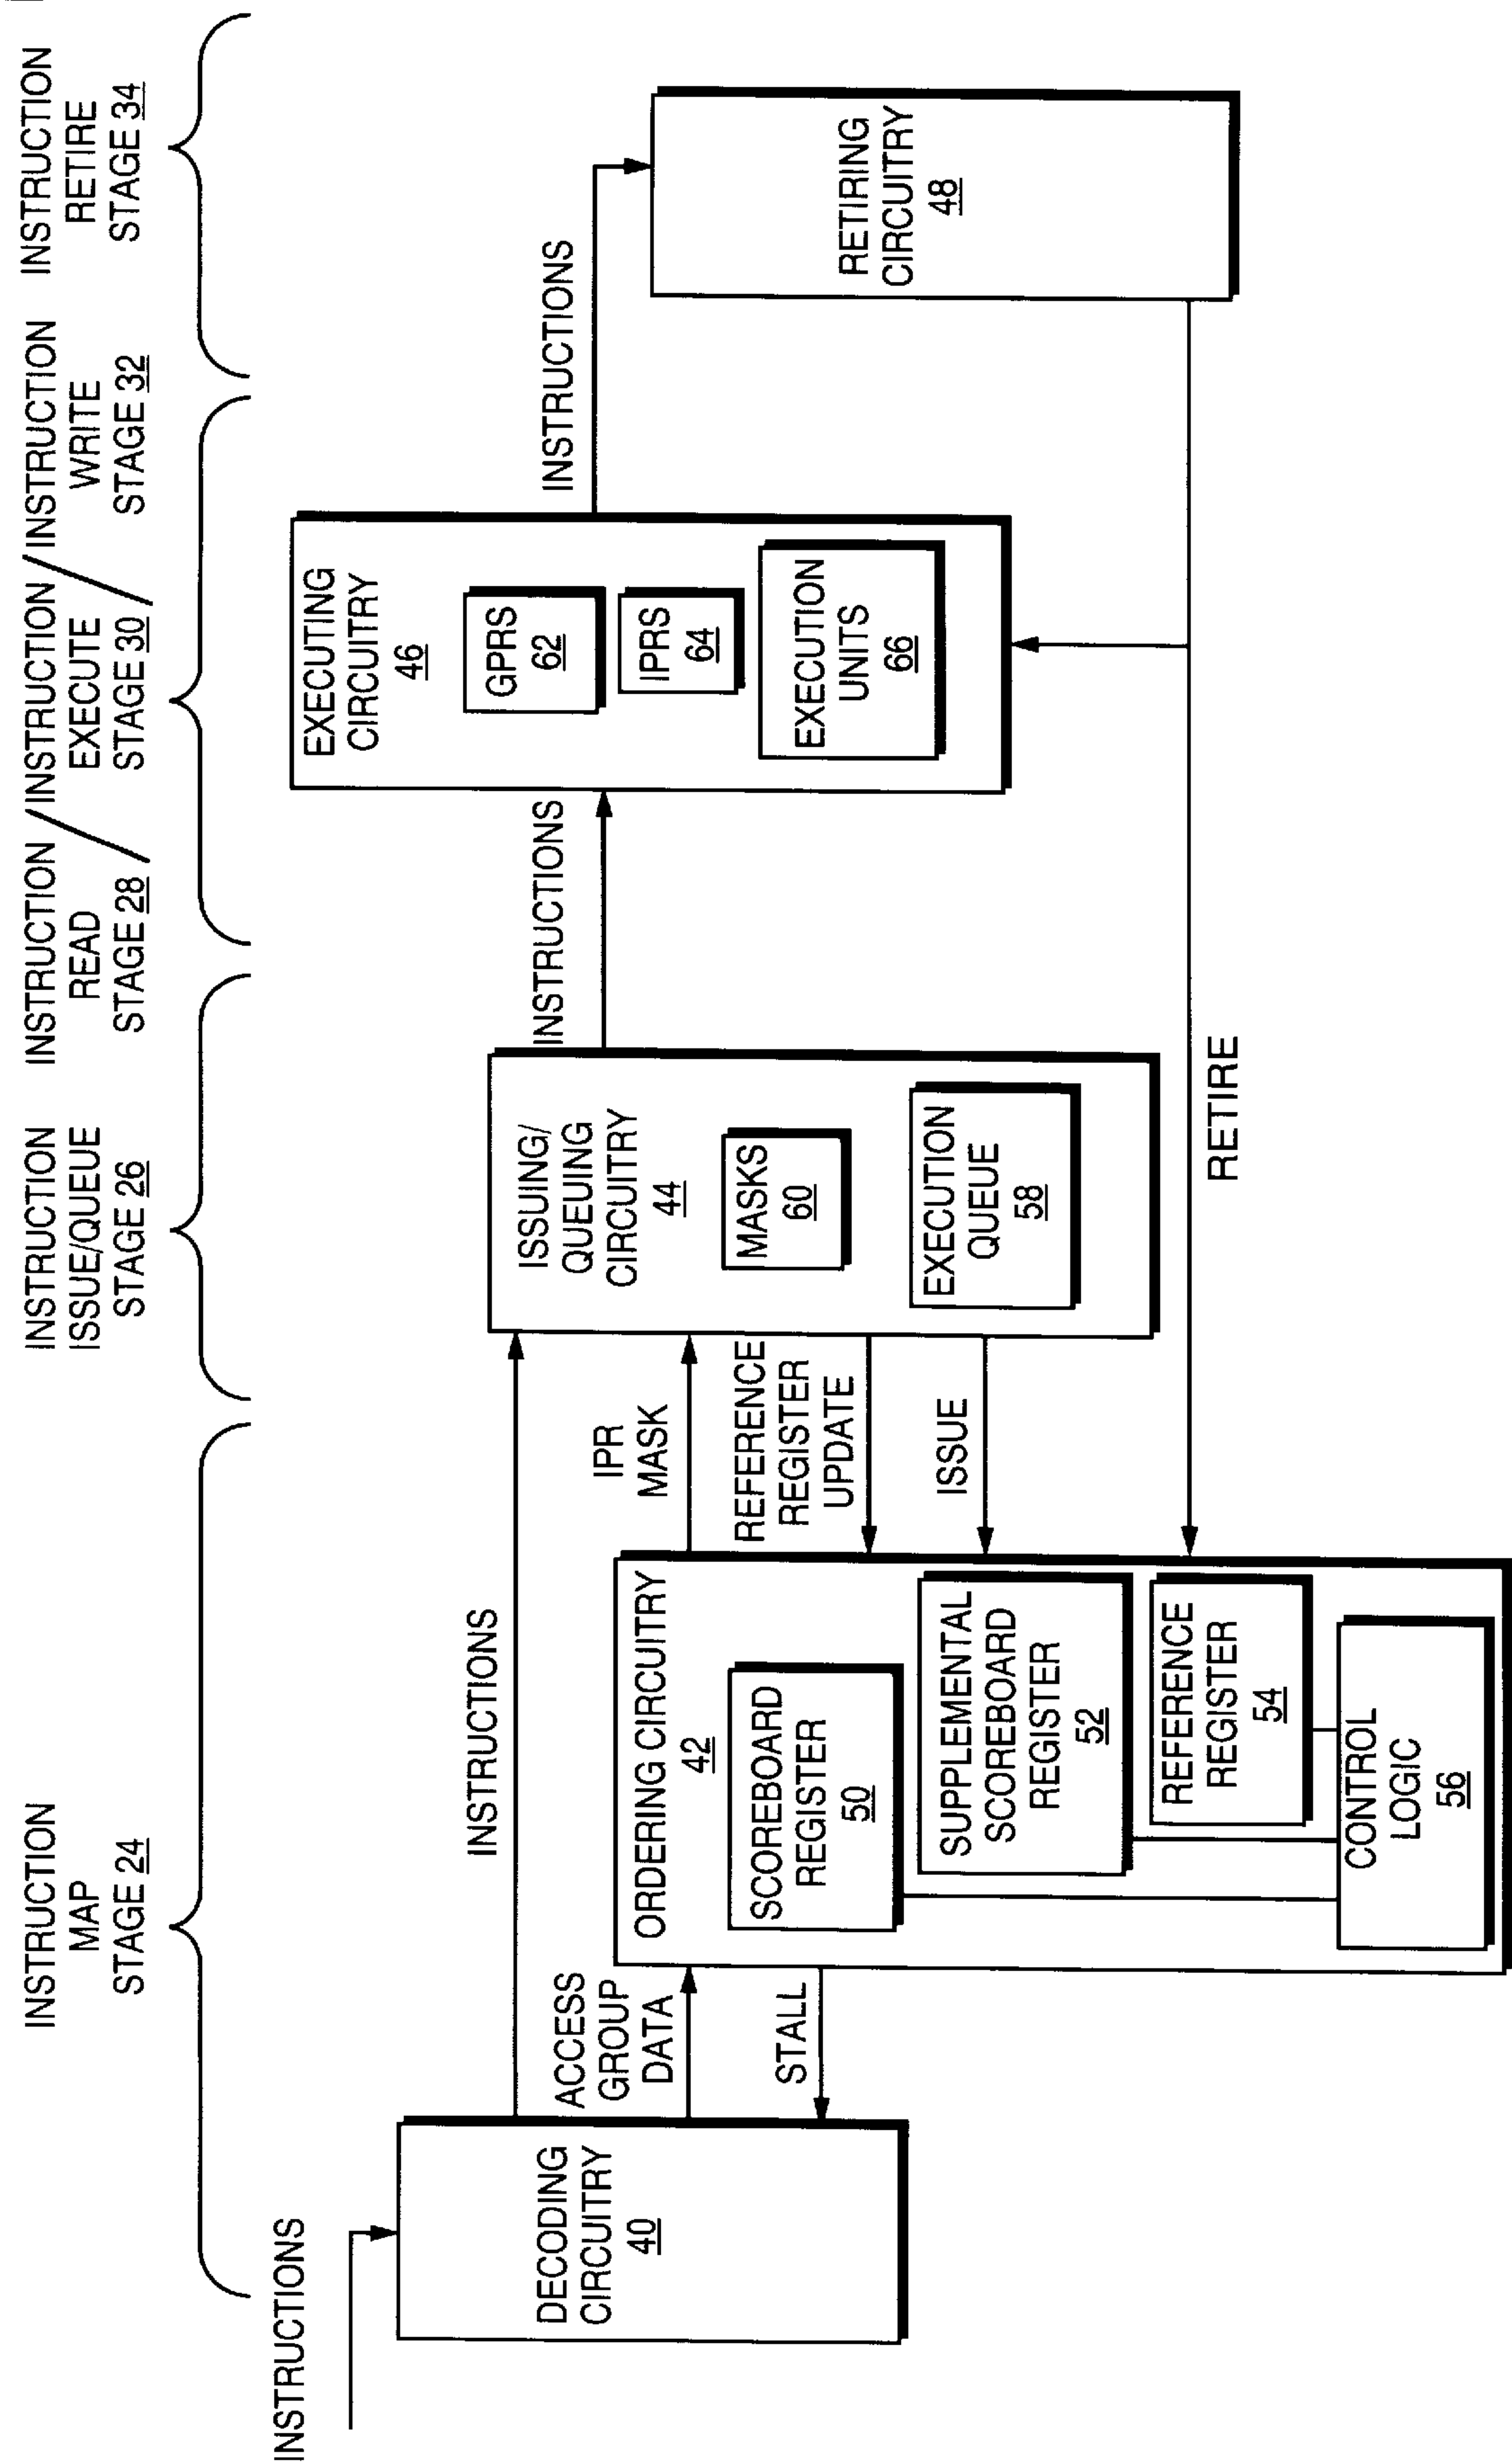 INSTRUCTION
MAP
STAGE 24
INSTRUCTION
ISSUE/QUEUE
STAGE 26
INSTRUCTION
READ
STAGE 28
/
INSTRUCTION
EXECUTE
STAGE 30
/
INSTRUCTION
WRITE
STAGE 32
INSTRUCTION
RETIRE
STAGE 34
INSTRUCTIONS
DECODING
CIRCUITRY
40
INSTRUCTIONS
ACCESS
GROUP
DATA
STALL
ORDERING CIRCUITRY
42
SCOREBOARD
REGISTER
50
SUPPLEMENTAL
SCOREBOARD
REGISTER
52
REFERENCE
REGISTER
54
CONTROL
LOGIC
56
IPR
MASK
REFERENCE
REGISTER
UPDATE
ISSUE
ISSUING/
QUEUING
CIRCUITRY
44
MASKS
60
EXECUTION
QUEUE
58
INSTRUCTIONS
EXECUTING
CIRCUITRY
46
GPRS
62
IPRS
64
EXECUTION
UNITS
66
INSTRUCTIONS
RETIRING
CIRCUITRY
48
RETIRE